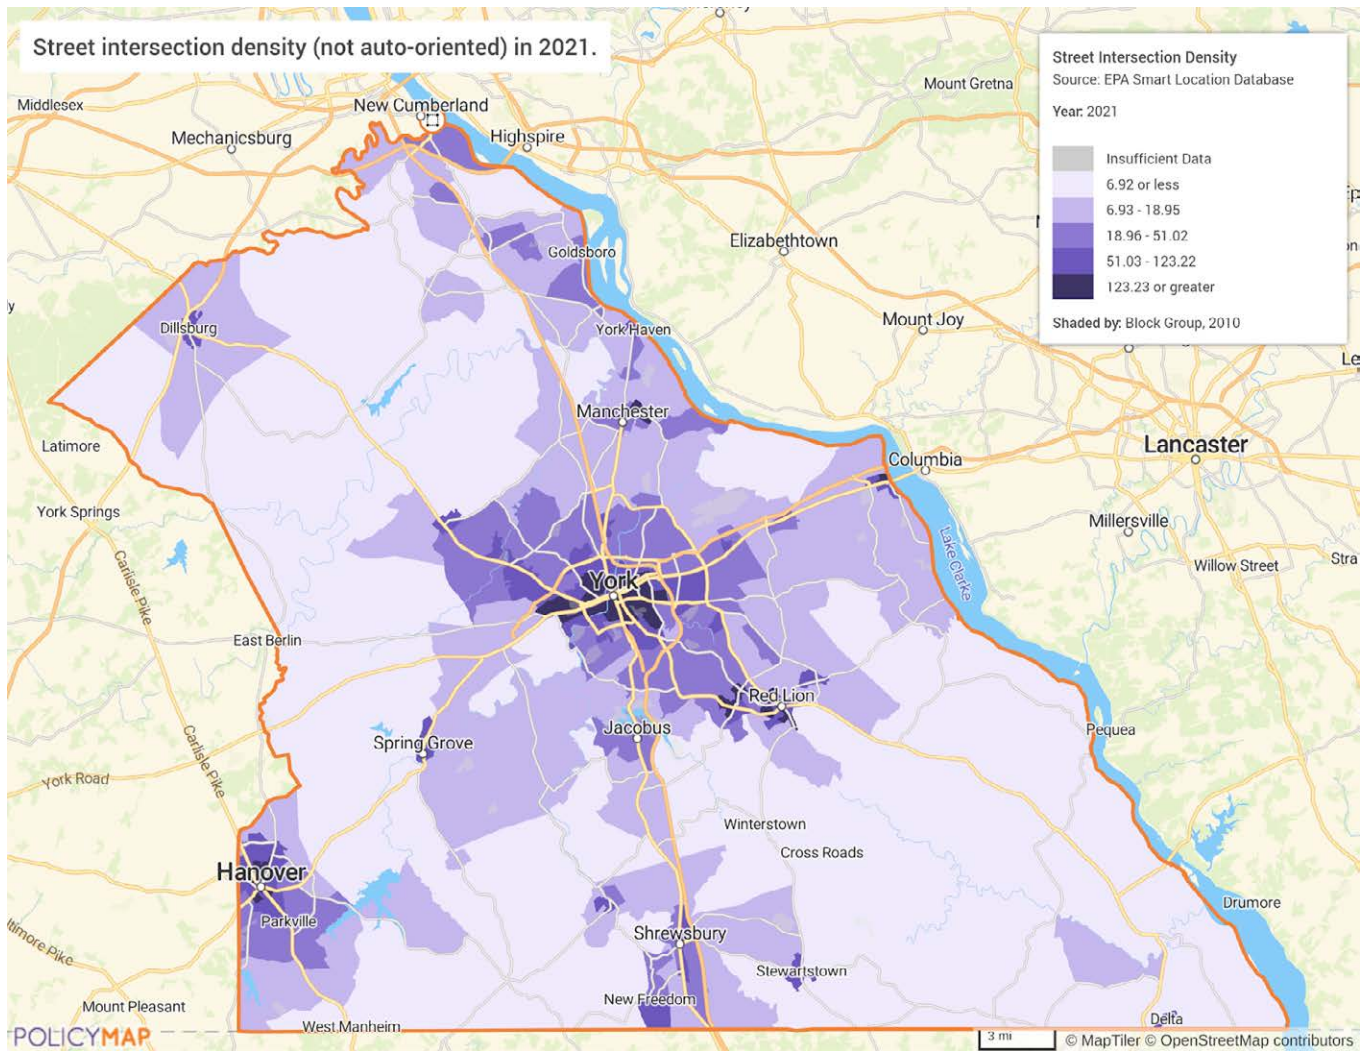 Street intersection density (not auto-oriented) in 2021.
Street Intersection Density
Source: EPA Smart Location Database
Year: 2021
Insufficient Data
6.92 or less
6.93 - 18.95
18.96 - 51.02
51.03 - 123.22
123.23 or greater
Shaded by: Block Group, 2010
Middlesex
New Cumberland
Mechanicsburg
Highspire
Mount Gretna
Elizabethtown
Goldsboro
Dillsburg
York Haven
Mount Joy
Manchester
Latimore
Columbia
Lancaster
York Springs
Millersville
Carlisle Pike
Lake Clarke
Willow Street
Stra
York
East Berlin
Red Lion
Jacobus
Spring Grove
Pequea
Carlisle Pike
York Road
Winterstown
Cross Roads
Hanover
Parkville
Drumore
Shrewsbury
ltimore Pike
Stewartstown
New Freedom
Mount Pleasant
West Manheim
Delta
POLICYMAP
3 mi
© MapTiler © OpenStreetMap contributors